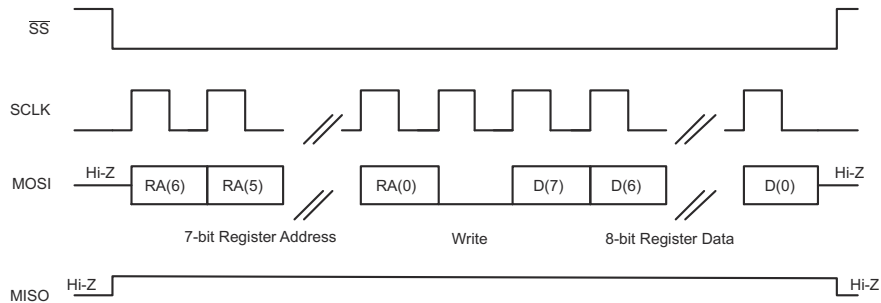 SS
SCLK
MOSI Hi-Z RA(6) RA(5) RA(0) D(7) D(6) D(0) Hi-Z
7-bit Register Address Write 8-bit Register Data
MISO Hi-Z Hi-Z